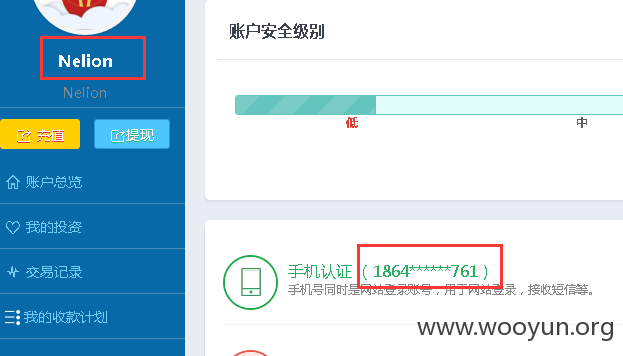 Nelion
Nelion
充值
提现
账户总览
我的投资
交易记录
我的收款计划
账户安全级别
低
中
手机认证（1864******761）
手机号同时是网站登录账号，用于网站登录，接收短信等。
www.wooyun.org